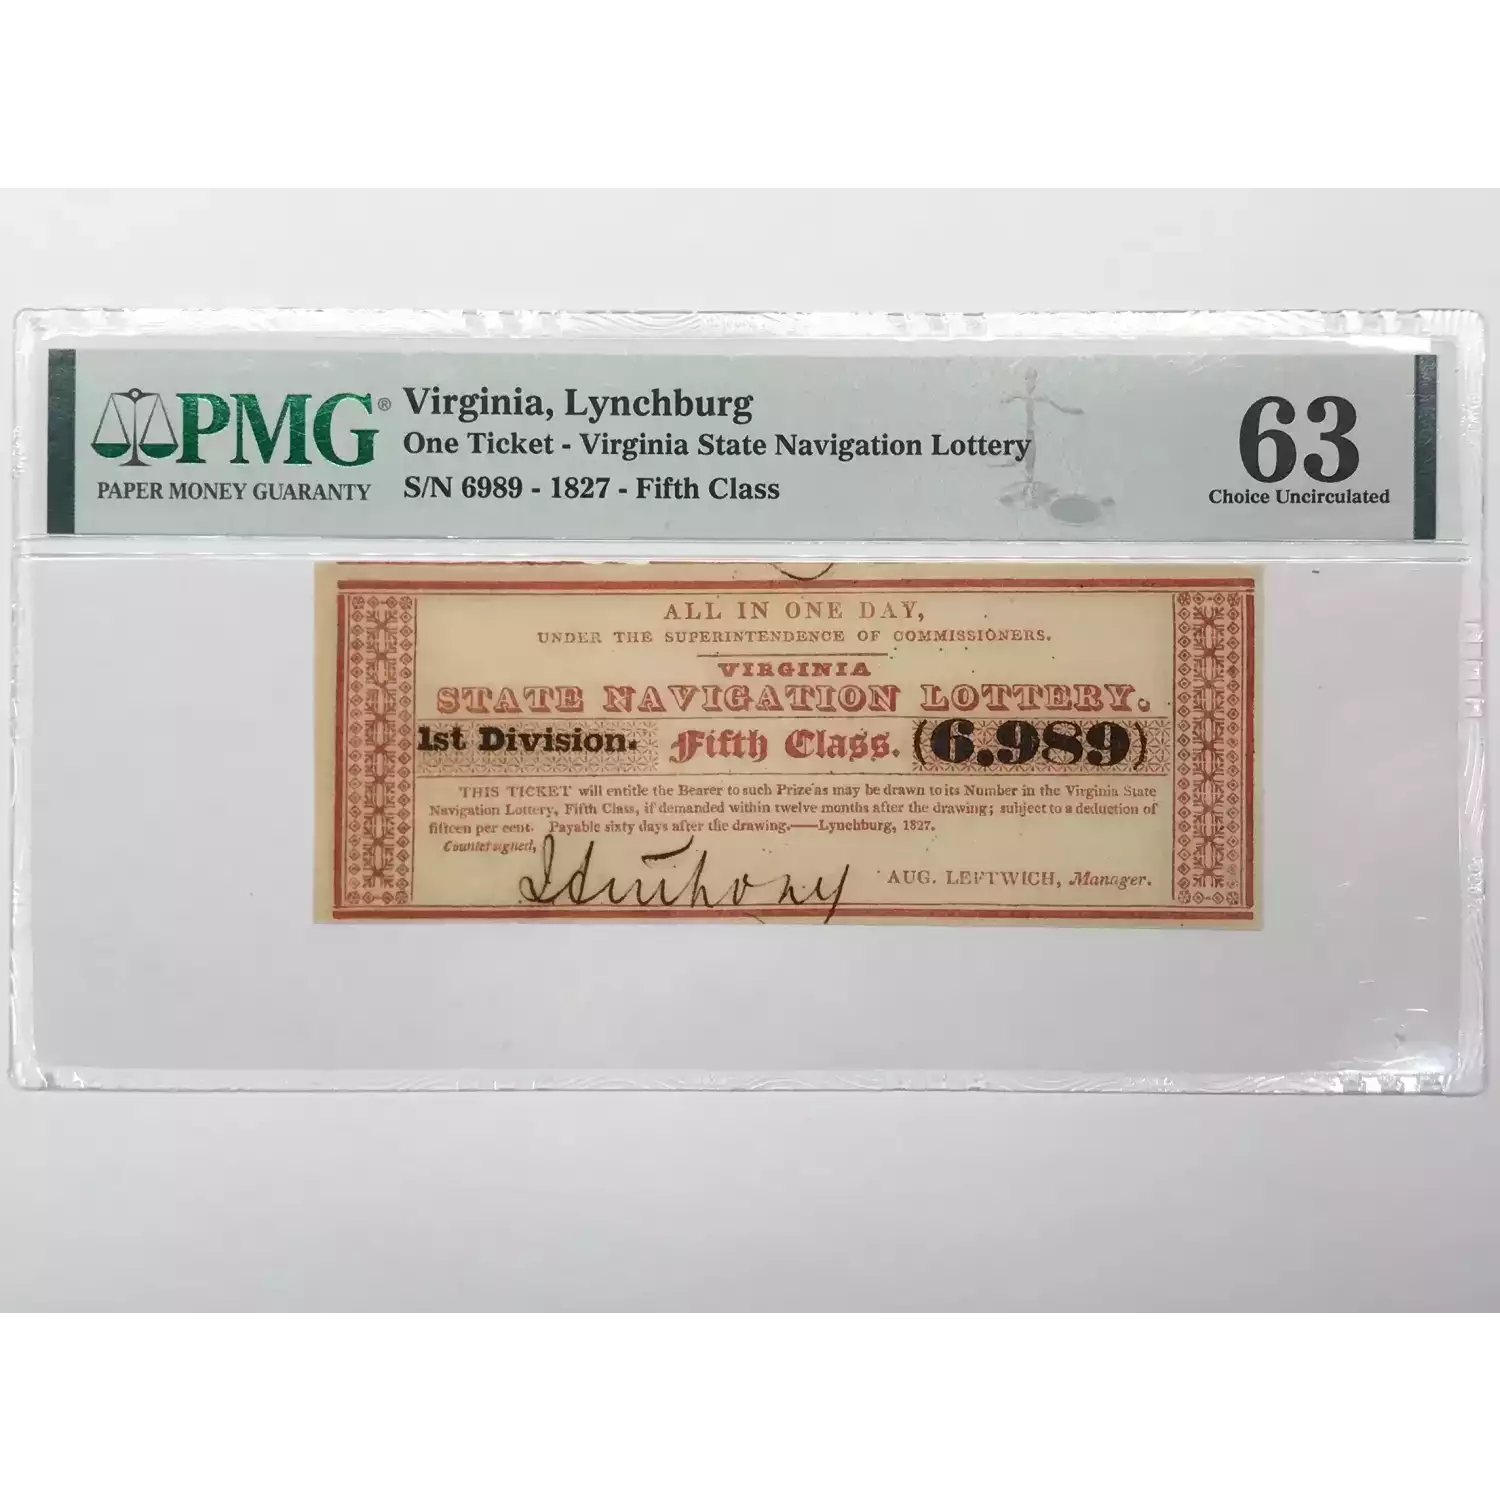 PMG®
PAPER MONEY GUARANTY
Virginia, Lynchburg
One Ticket - Virginia State Navigation Lottery
S/N 6989 - 1827 - Fifth Class
63
Choice Uncirculated
ALL IN ONE DAY,
UNDER THE SUPERINTENDENCE OF COMMISSIONERS.
VIRGINIA
STATE NAVIGATION LOTTERY.
1st Division. Fifth Class. (6.989)
THIS TICKET will entitle the Bearer to such Prize as may be drawn to its Number in the Virginia State
Navigation Lottery, Fifth Class, if demanded within twelve months after the drawing; subject to a deduction of
fifteen per cent. Payable sixty days after the drawing.—Lynchburg, 1827.
Countersigned,
Anthony
AUG. LEFTWICH, Manager.